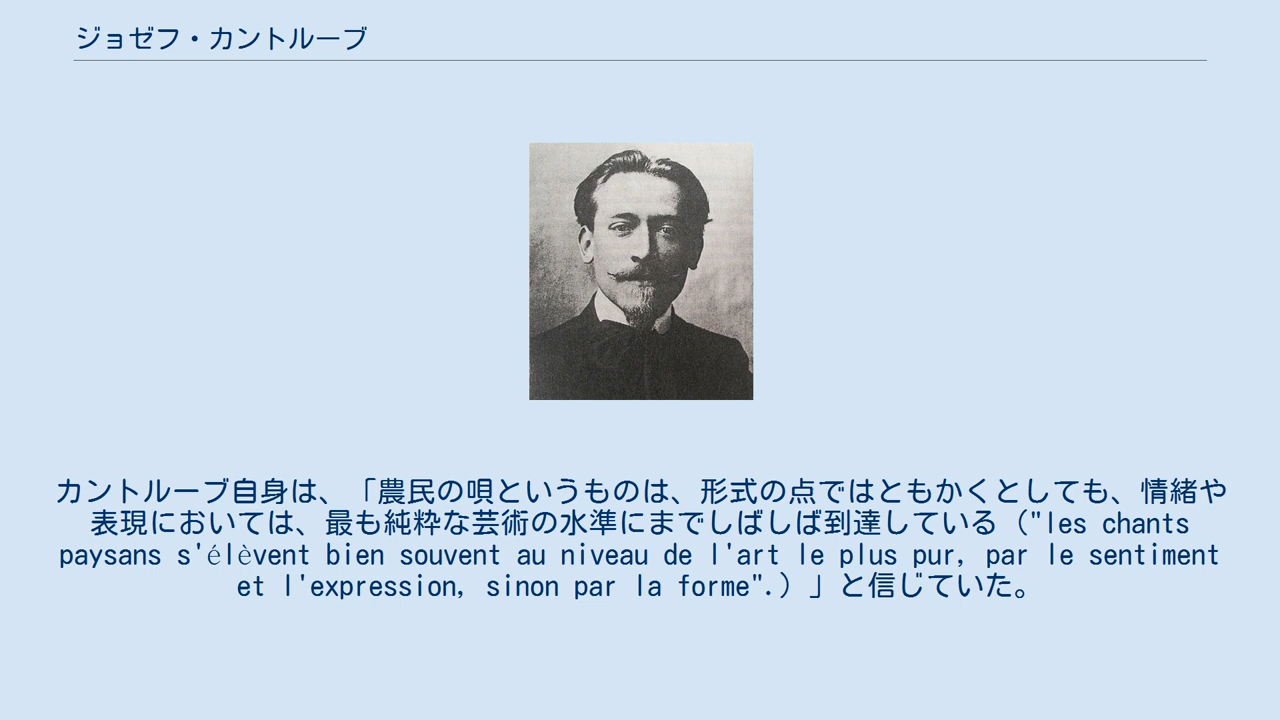 ジョゼフ・カントルーブ
カントルーブ自身は、「農民の唄というものは、形式の点ではともかくとしても、情緒や
表現においては、最も純粋な芸術の水準にまでしばしば到達している（"les chants
paysans s'élèvent bien souvent au niveau de l'art le plus pur, par le sentiment
et l'expression, sinon par la forme".）」と信じていた。